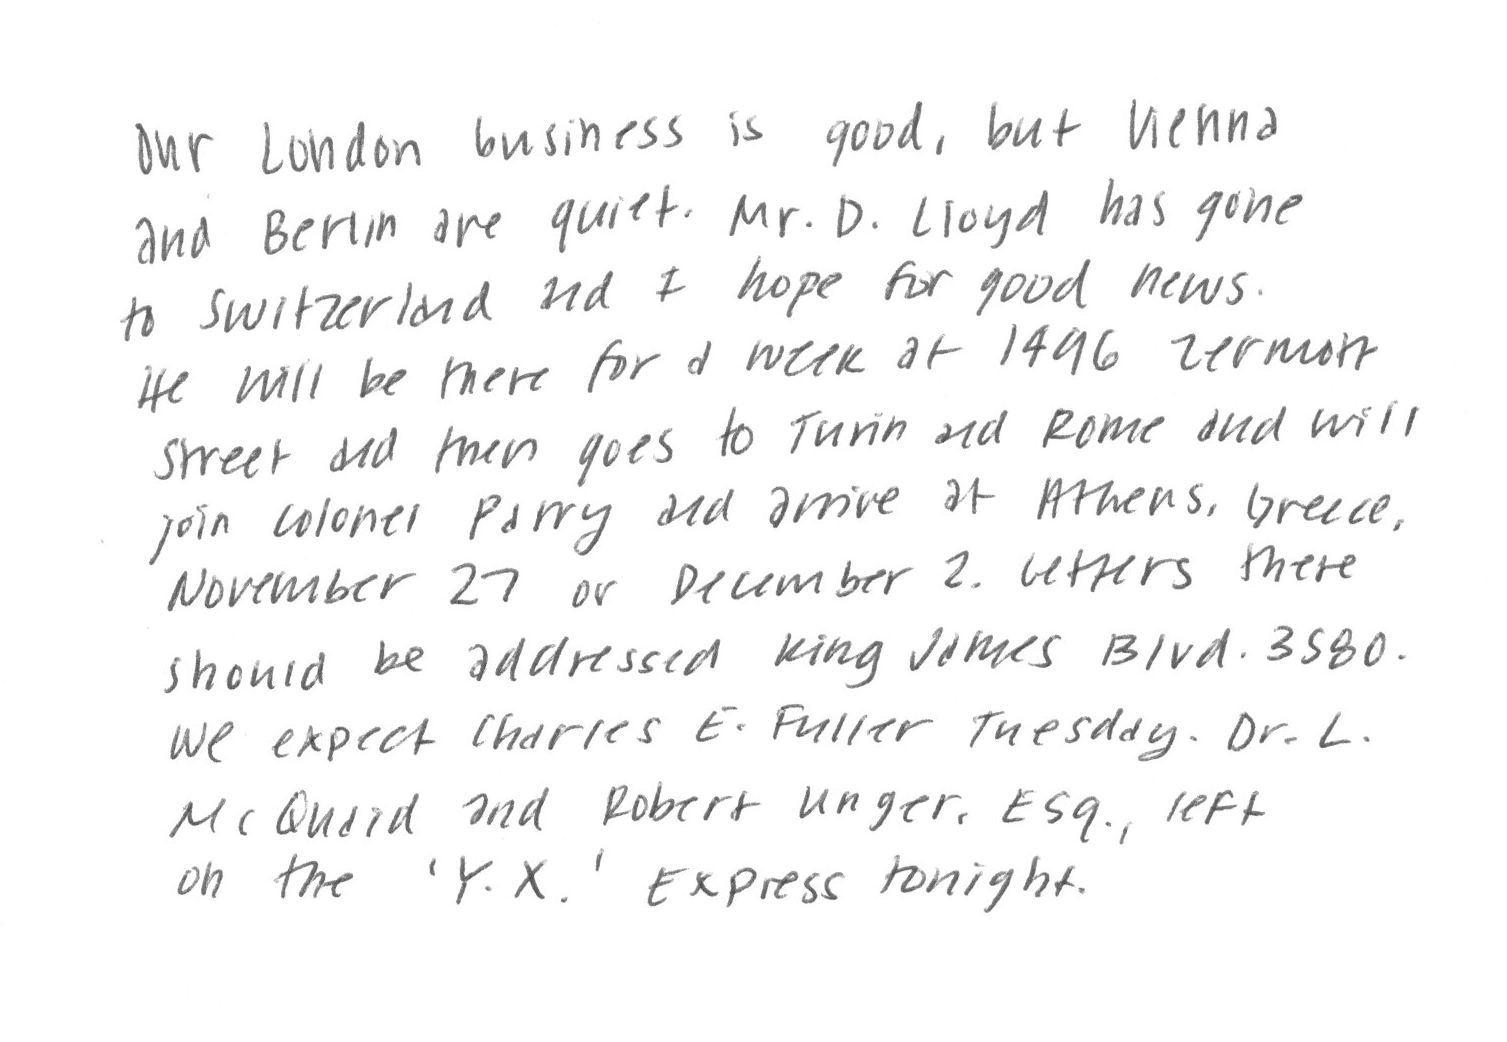 Our London business is good, but Vienna
and Berlin are quiet. Mr. D. Lloyd has gone
to Switzerland and I hope for good news.
He will be there for a week at 1496 Zermott
Street and then goes to Turin and Rome and will
join Colonel Parry and arrive at Athens, Greece,
November 27 or December 2. Letters there
should be addressed King James Blvd. 3580.
We expect Charles E. Fuller Tuesday. Dr. L.
McQuaid and Robert Unger, Esq., left
on the 'Y.X.' Express tonight.